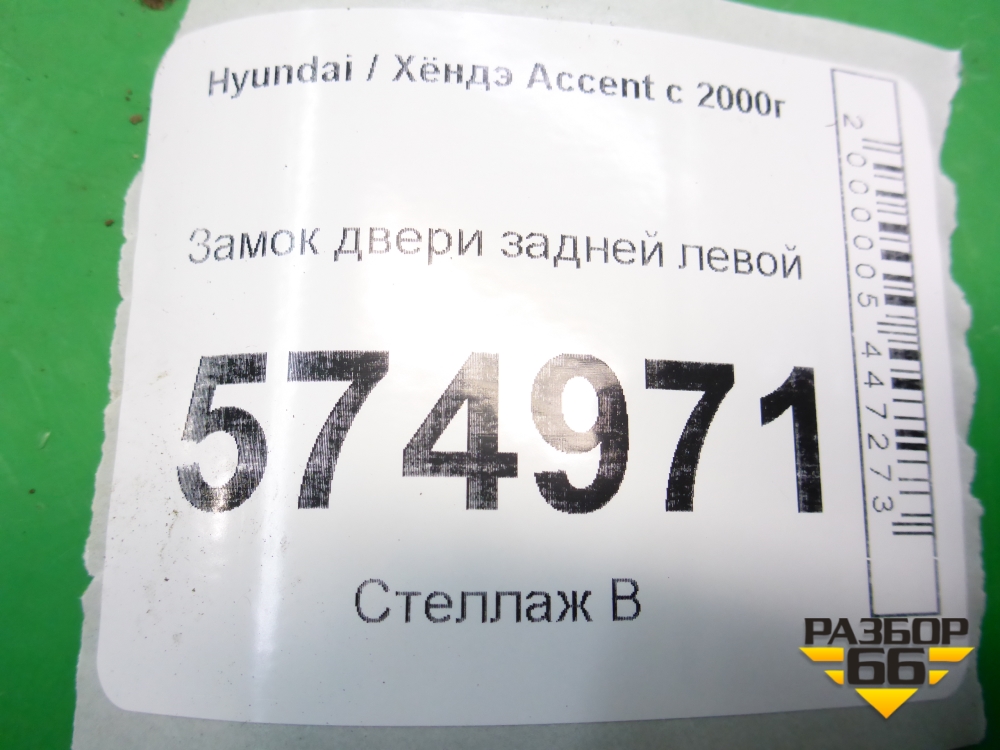 Hyundai / Хёндэ Accent с 2000г
Замок двери задней левой
574971
Стеллаж В
2000005447273
РАЗБОР
66